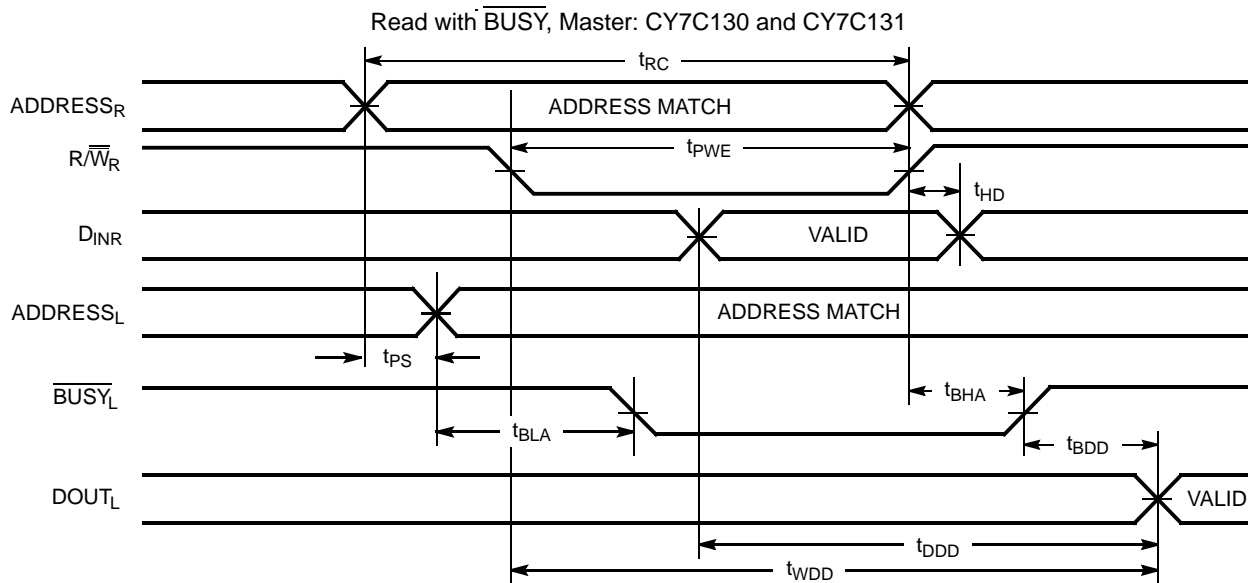 Read with BUSY, Master: CY7C130 and CY7C131
tRC
ADDRESSR
ADDRESS MATCH
R/WR
tPWE
tHD
DINR
VALID
ADDRESSL
ADDRESS MATCH
tPS
BUSYL
tBHA
tBLA
tBDD
DOUTL
VALID
tDDD
tWDD